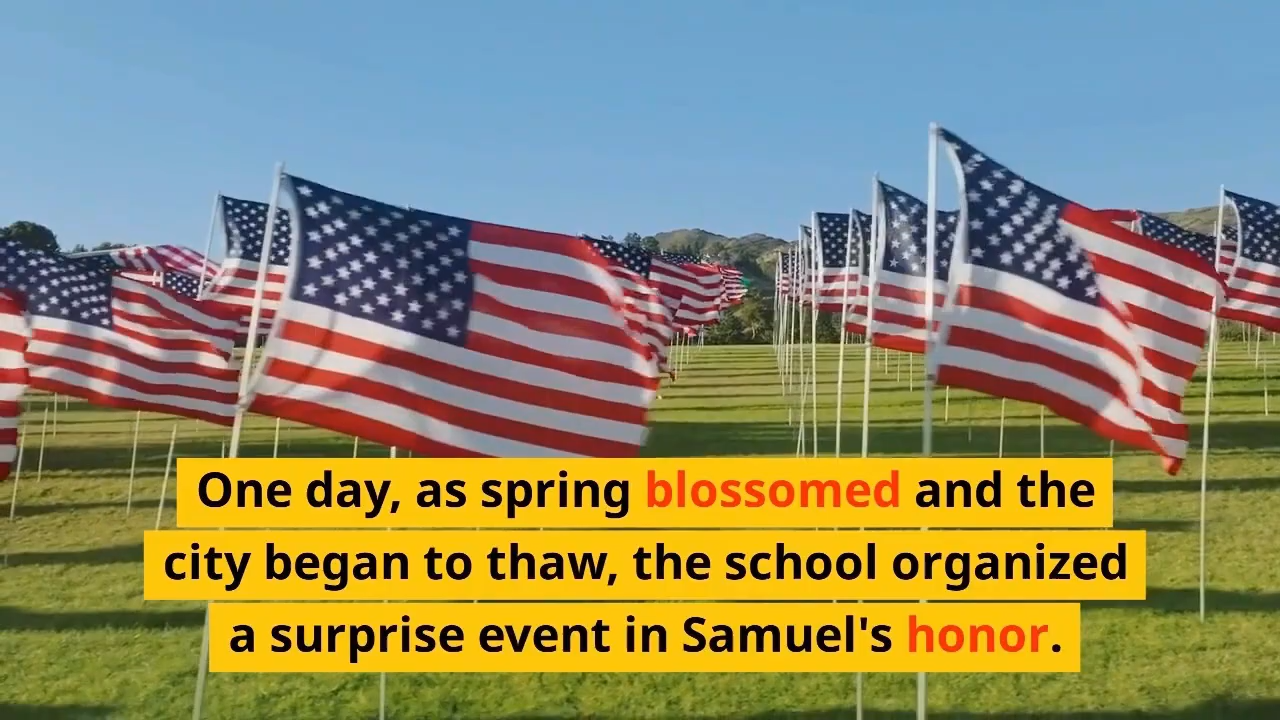 One day, as spring blossomed and the
city began to thaw, the school organized
a surprise event in Samuel's honor.